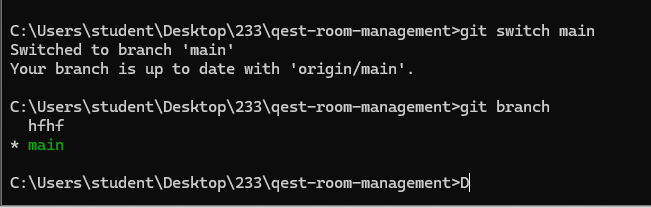 C:\Users\student\Desktop\233\qest-room-management>git switch main
Switched to branch 'main'
Your branch is up to date with 'origin/main'.
C:\Users\student\Desktop\233\qest-room-management>git branch
  hfhf
* main
C:\Users\student\Desktop\233\qest-room-management>D